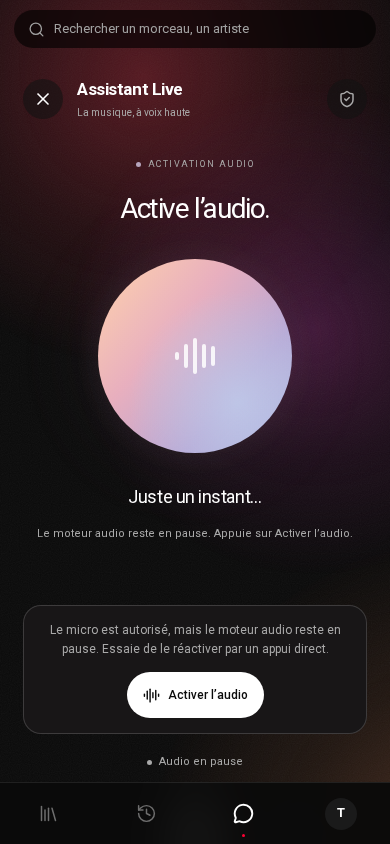 Rechercher un morceau, un artiste
Assistant Live
La musique, à voix haute
ACTIVATION AUDIO
Active l’audio.
Juste un instant…
Le moteur audio reste en pause. Appuie sur Activer l’audio.
Le micro est autorisé, mais le moteur audio reste en
pause. Essaie de le réactiver par un appui direct.
Activer l’audio
Audio en pause
T